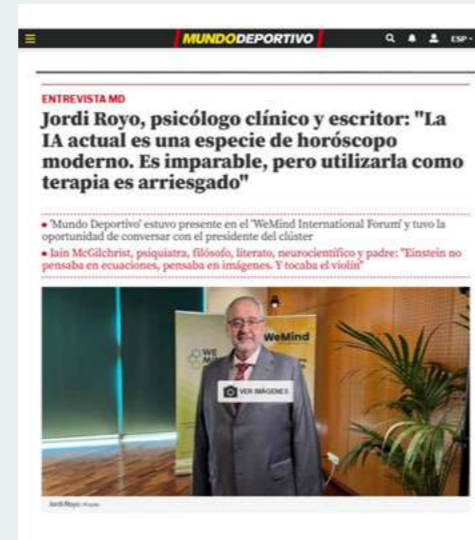 MUNDODEPORTIVO
ESP
ENTREVISTA MD
Jordi Royo, psicólogo clínico y escritor: "La
IA actual es una especie de horóscopo
moderno. Es imparable, pero utilizarla como
terapia es arriesgado"
• 'Mundo Deportivo' estuvo presente en el 'WeMind International Forum' y tuvo la
oportunidad de conversar con el presidente del clúster
• Iain McGilchrist, psiquiatra, filósofo, literato, neurocientífico y padre: "Einstein no
pensaba en ecuaciones, pensaba en imágenes. Y tocaba el violín"
WE
WeMind
VER IMÁGENES
Jordi Royo